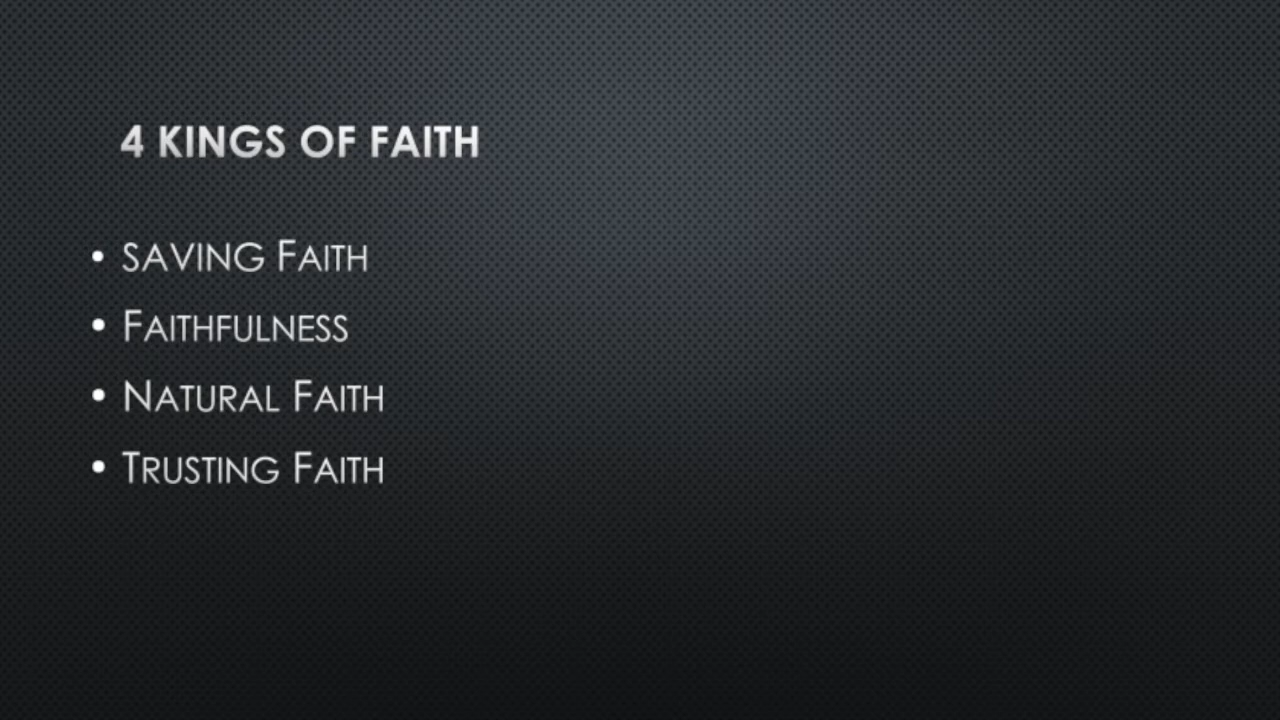 4 KINGS OF FAITH
• SAVING FAITH
• FAITHFULNESS
• NATURAL FAITH
• TRUSTING FAITH